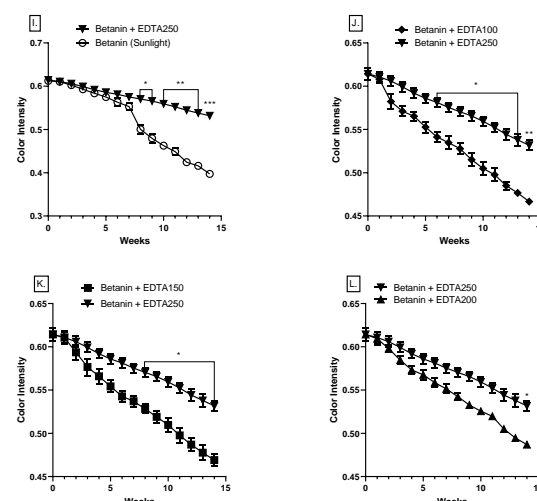 I.
Betanin + EDTA250
Betanin (Sunlight)
0.7
0.6
0.5
0.4
0.3
Color Intensity
* ** ***
0 5 10 15
Weeks
J.
Betanin + EDTA100
Betanin + EDTA250
0.65
0.60
0.55
0.50
0.45
Color Intensity
* **
0 5 10
Weeks
K.
Betanin + EDTA150
Betanin + EDTA250
0.65
0.60
0.55
0.50
0.45
Color Intensity
*
0 5 10 15
Weeks
L.
Betanin + EDTA250
Betanin + EDTA200
0.65
0.60
0.55
0.50
0.45
Color Intensity
*
0 5 10
Weeks